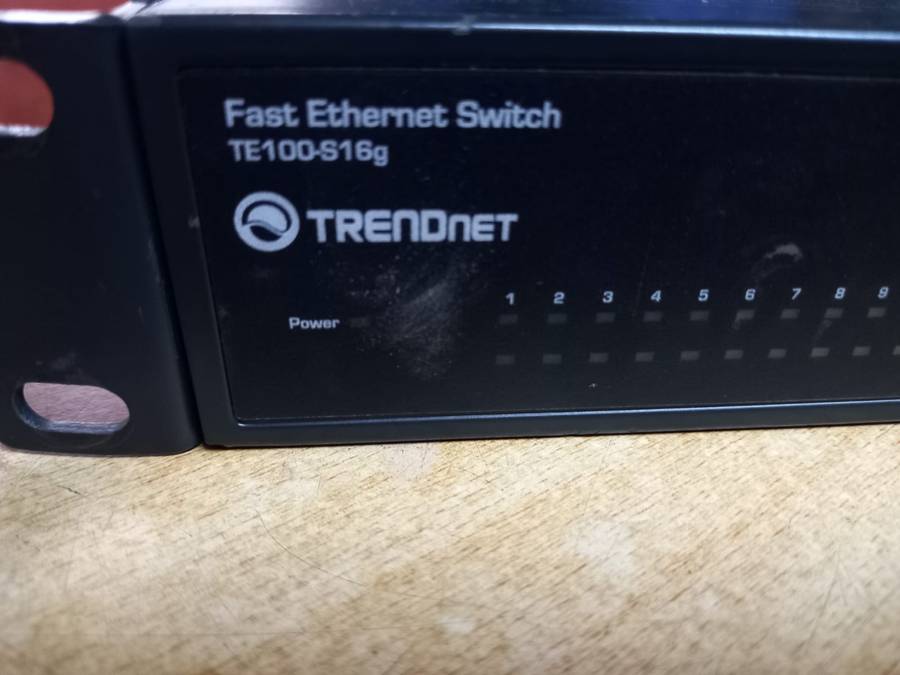 Fast Ethernet Switch
TE100-S16g
TRENDNET
1 2 3 4 5 6 7 8 9
Power